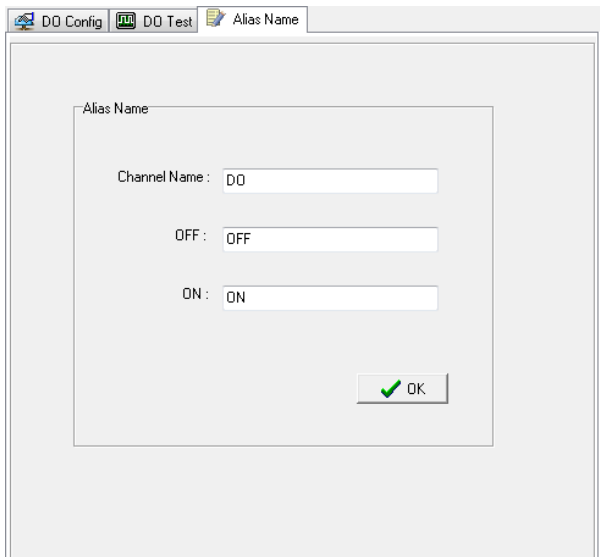 DO Config DO Test Alias Name
Alias Name
Channel Name : DO
OFF : OFF
ON : ON
OK